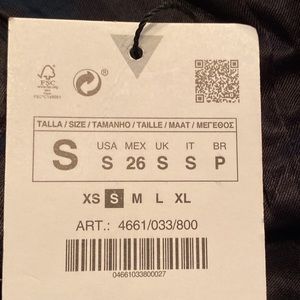 FSC
TALLA / SIZE / TAMANHO / TAILLE / MAAT / ΜΕΓΕΘΟΣ
S
USA MEX UK IT BR
S 26 S S P
XS S M L XL
ART.: 4661/033/800
04661033800027